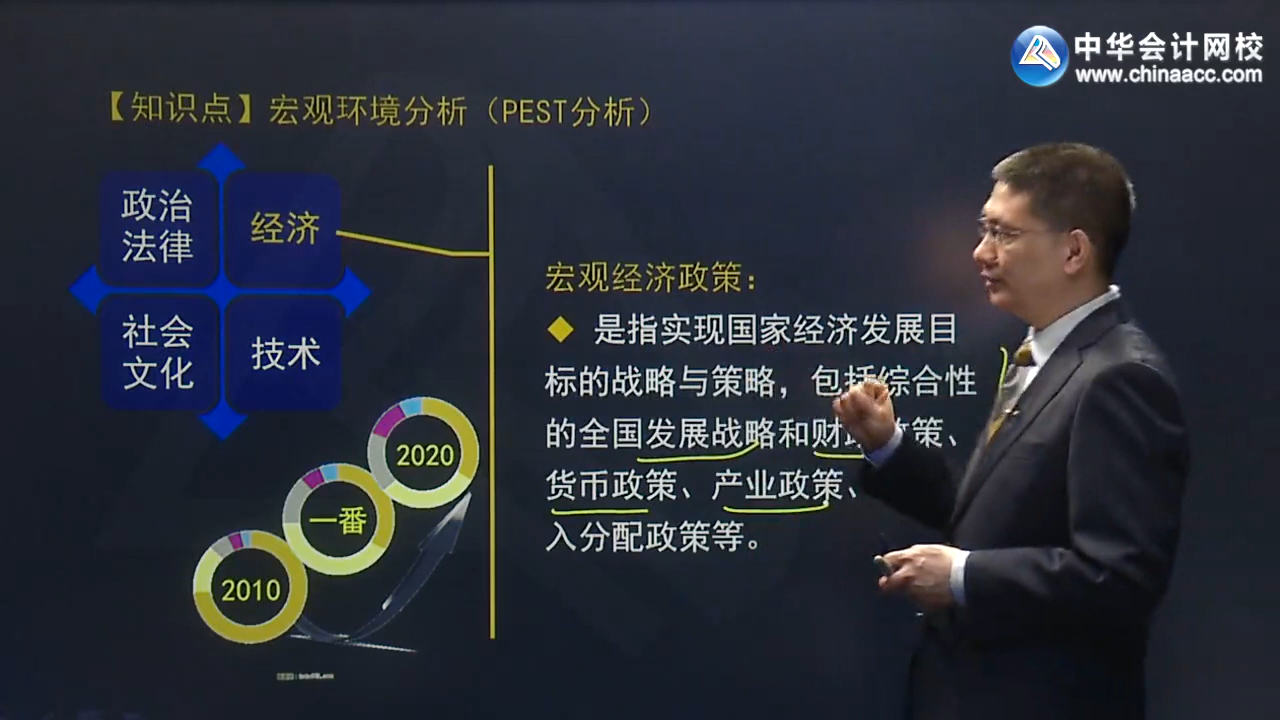 中华会计网校
www.chinaacc.com
【知识点】宏观环境分析（PEST分析）
政治
法律
经济
社会
文化
技术
宏观经济政策：
是指实现国家经济发展目
标的战略与策略，包括综合性
的全国发展战略和财政政策、
货币政策、产业政策、
入分配政策等。
2020
一番
2010